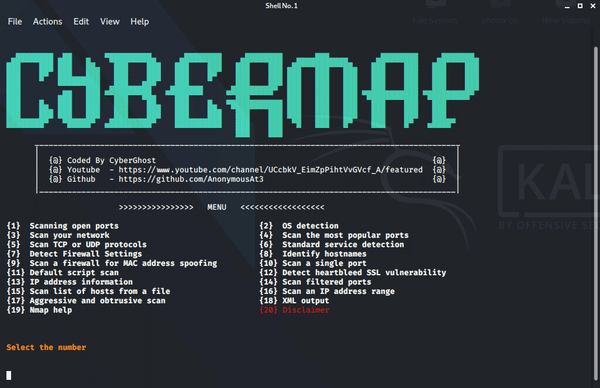 Shell No. 1
File Actions Edit View Help
CYBERMAP
{@} Coded By CyberGhost {@}
{@} Youtube - https://www.youtube.com/channel/UCcbkV_EimZpPihtVvGVcf_A/featured {@}
{@} Github - https://github.com/AnonymousAt3 {@}
>>>>>>>>>>>>>>>> MENU <<<<<<<<<<<<<<<<<<
{1} Scanning open ports {2} OS detection
{3} Scan your network {4} Scan the most popular ports
{5} Scan TCP or UDP protocols {6} Standard service detection
{7} Detect Firewall Settings {8} Identify hostnames
{9} Scan a firewall for MAC address spoofing {10} Scan a single port
{11} Default script scan {12} Detect heartbleed SSL vulnerability
{13} IP address information {14} Scan filtered ports
{15} Scan list of hosts from a file {16} Scan an IP address range
{17} Aggressive and obtrusive scan {18} XML output
{19} Nmap help {20} Disclaimer
Select the number
KAL
BY OFFENSIVE SE